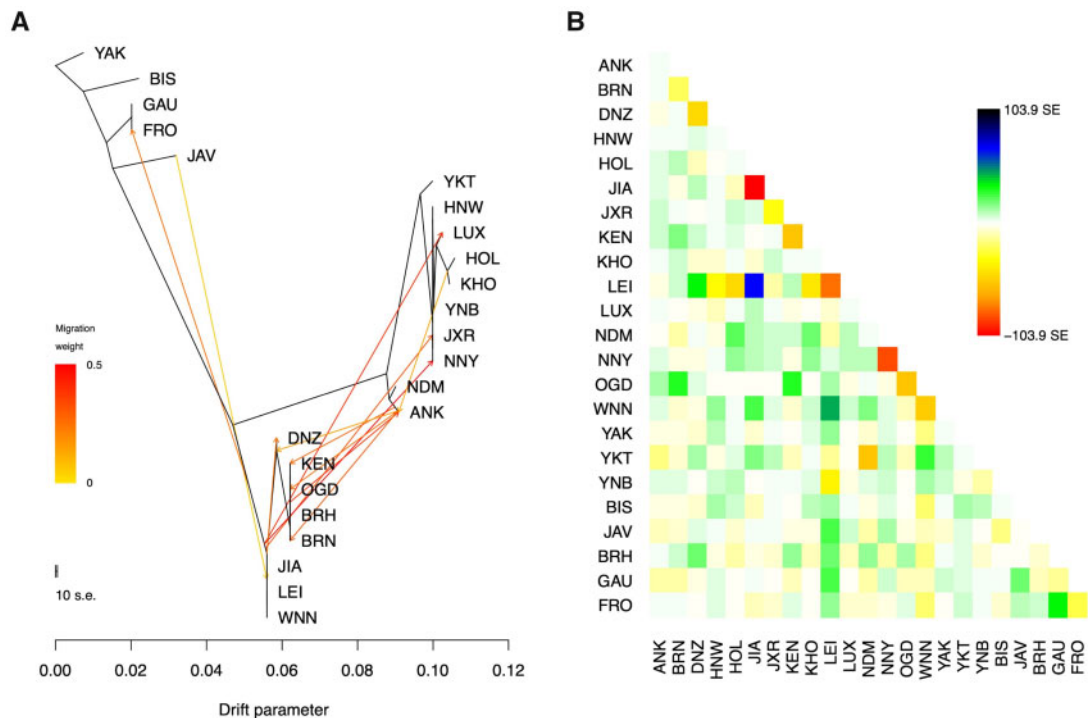 A
YAK
BIS
GAU
FRO
JAV
YKT
HNW
LUX
HOL
KHO
YNB
JXR
NNY
NDM
ANK
DNZ
KEN
OGD
BRH
BRN
JIA
LEI
WNN
Migration
weight
0.5
0
10 s.e.
0.00 0.02 0.04 0.06 0.08 0.10 0.12
Drift parameter
B
ANK
BRN
DNZ
HNW
HOL
JIA
JXR
KEN
KHO
LEI
LUX
NDM
NNY
OGD
WNN
YAK
YKT
YNB
BIS
JAV
BRH
GAU
FRO
103.9 SE
−103.9 SE
ANK BRN DNZ HNW HOL JIA JXR KEN KHO LEI LUX NDM NNY OGD WNN YAK YKT YNB BIS JAV BRH GAU FRO